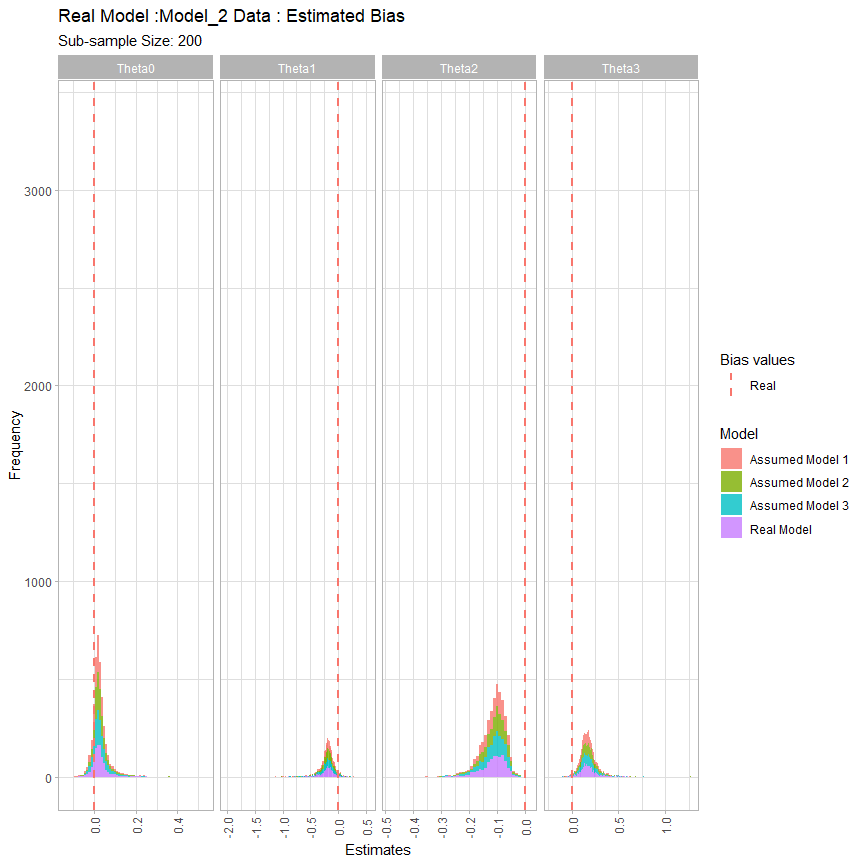 Real Model :Model_2 Data : Estimated Bias
Sub-sample Size: 200
Theta0 Theta1 Theta2 Theta3
3000
2000
1000
0
Frequency
0.0 0.2 0.4 -2.0 -1.5 -1.0 -0.5 0.0 0.5 -0.5 -0.4 -0.3 -0.2 -0.1 0.0 0.0 0.5 1.0
Estimates
Bias values
Real
Model
Assumed Model 1
Assumed Model 2
Assumed Model 3
Real Model